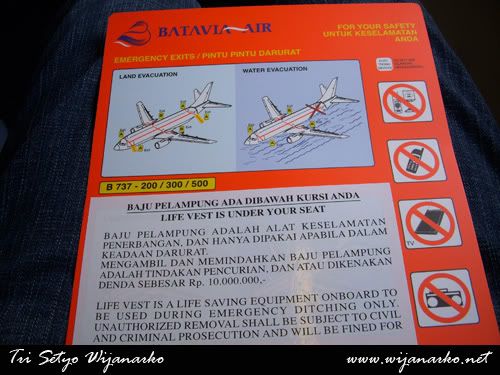 BATAVIA AIR
FOR YOUR SAFETY
UNTUK KESELAMATAN
ANDA
EMERGENCY EXITS / PINTU PINTU DARURAT
LAND EVACUATION
WATER EVACUATION
B 737 - 200 / 300 / 500
TV
BAJU PELAMPUNG ADA DIBAWAH KURSI ANDA
LIFE VEST IS UNDER YOUR SEAT
BAJU PELAMPUNG ADALAH ALAT KESELAMATAN
PENERBANGAN, DAN HANYA DIPAKAI APABILA DALAM
KEADAAN DARURAT.
MENGAMBIL DAN MEMINDAHKAN BAJU PELAMPUNG
ADALAH TINDAKAN PENCURIAN, DAN ATAU DIKENAKAN
DENDA SEBESAR Rp. 10.000.000,-
LIFE VEST IS A LIFE SAVING EQUIPMENT ONBOARD TO
BE USED DURING EMERGENCY DITCHING ONLY.
UNAUTHORIZED REMOVAL SHALL BE SUBJECT TO CIVIL
AND CRIMINAL PROSECUTION AND WILL BE FINED FOR
Tri Setyo Wijanarko
www.wijanarko.net